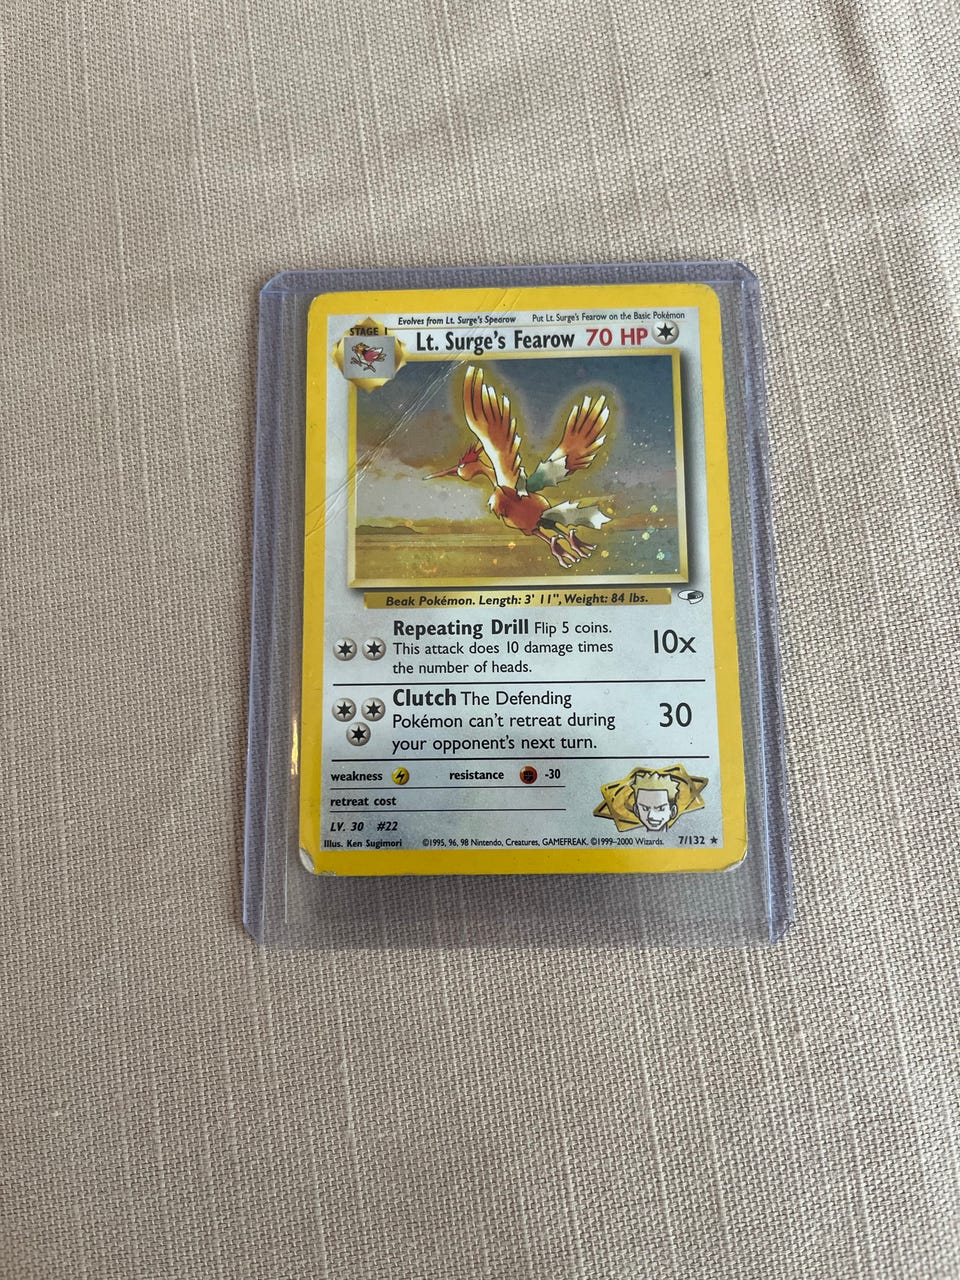 Evolves from Lt. Surge's Spearow Put Lt. Surge's Fearow on the Basic Pokémon
STAGE 1
Lt. Surge's Fearow 70 HP
Beak Pokémon. Length: 3' 11", Weight: 84 lbs.
Repeating Drill Flip 5 coins.
This attack does 10 damage times
the number of heads.
10x
Clutch The Defending
Pokémon can't retreat during
your opponent's next turn.
30
weakness resistance -30
retreat cost
LV. 30 #22
Illus. Ken Sugimori ©1995, 96, 98 Nintendo, Creatures, GAMEFREAK. ©1999-2000 Wizards. 7/132 ★